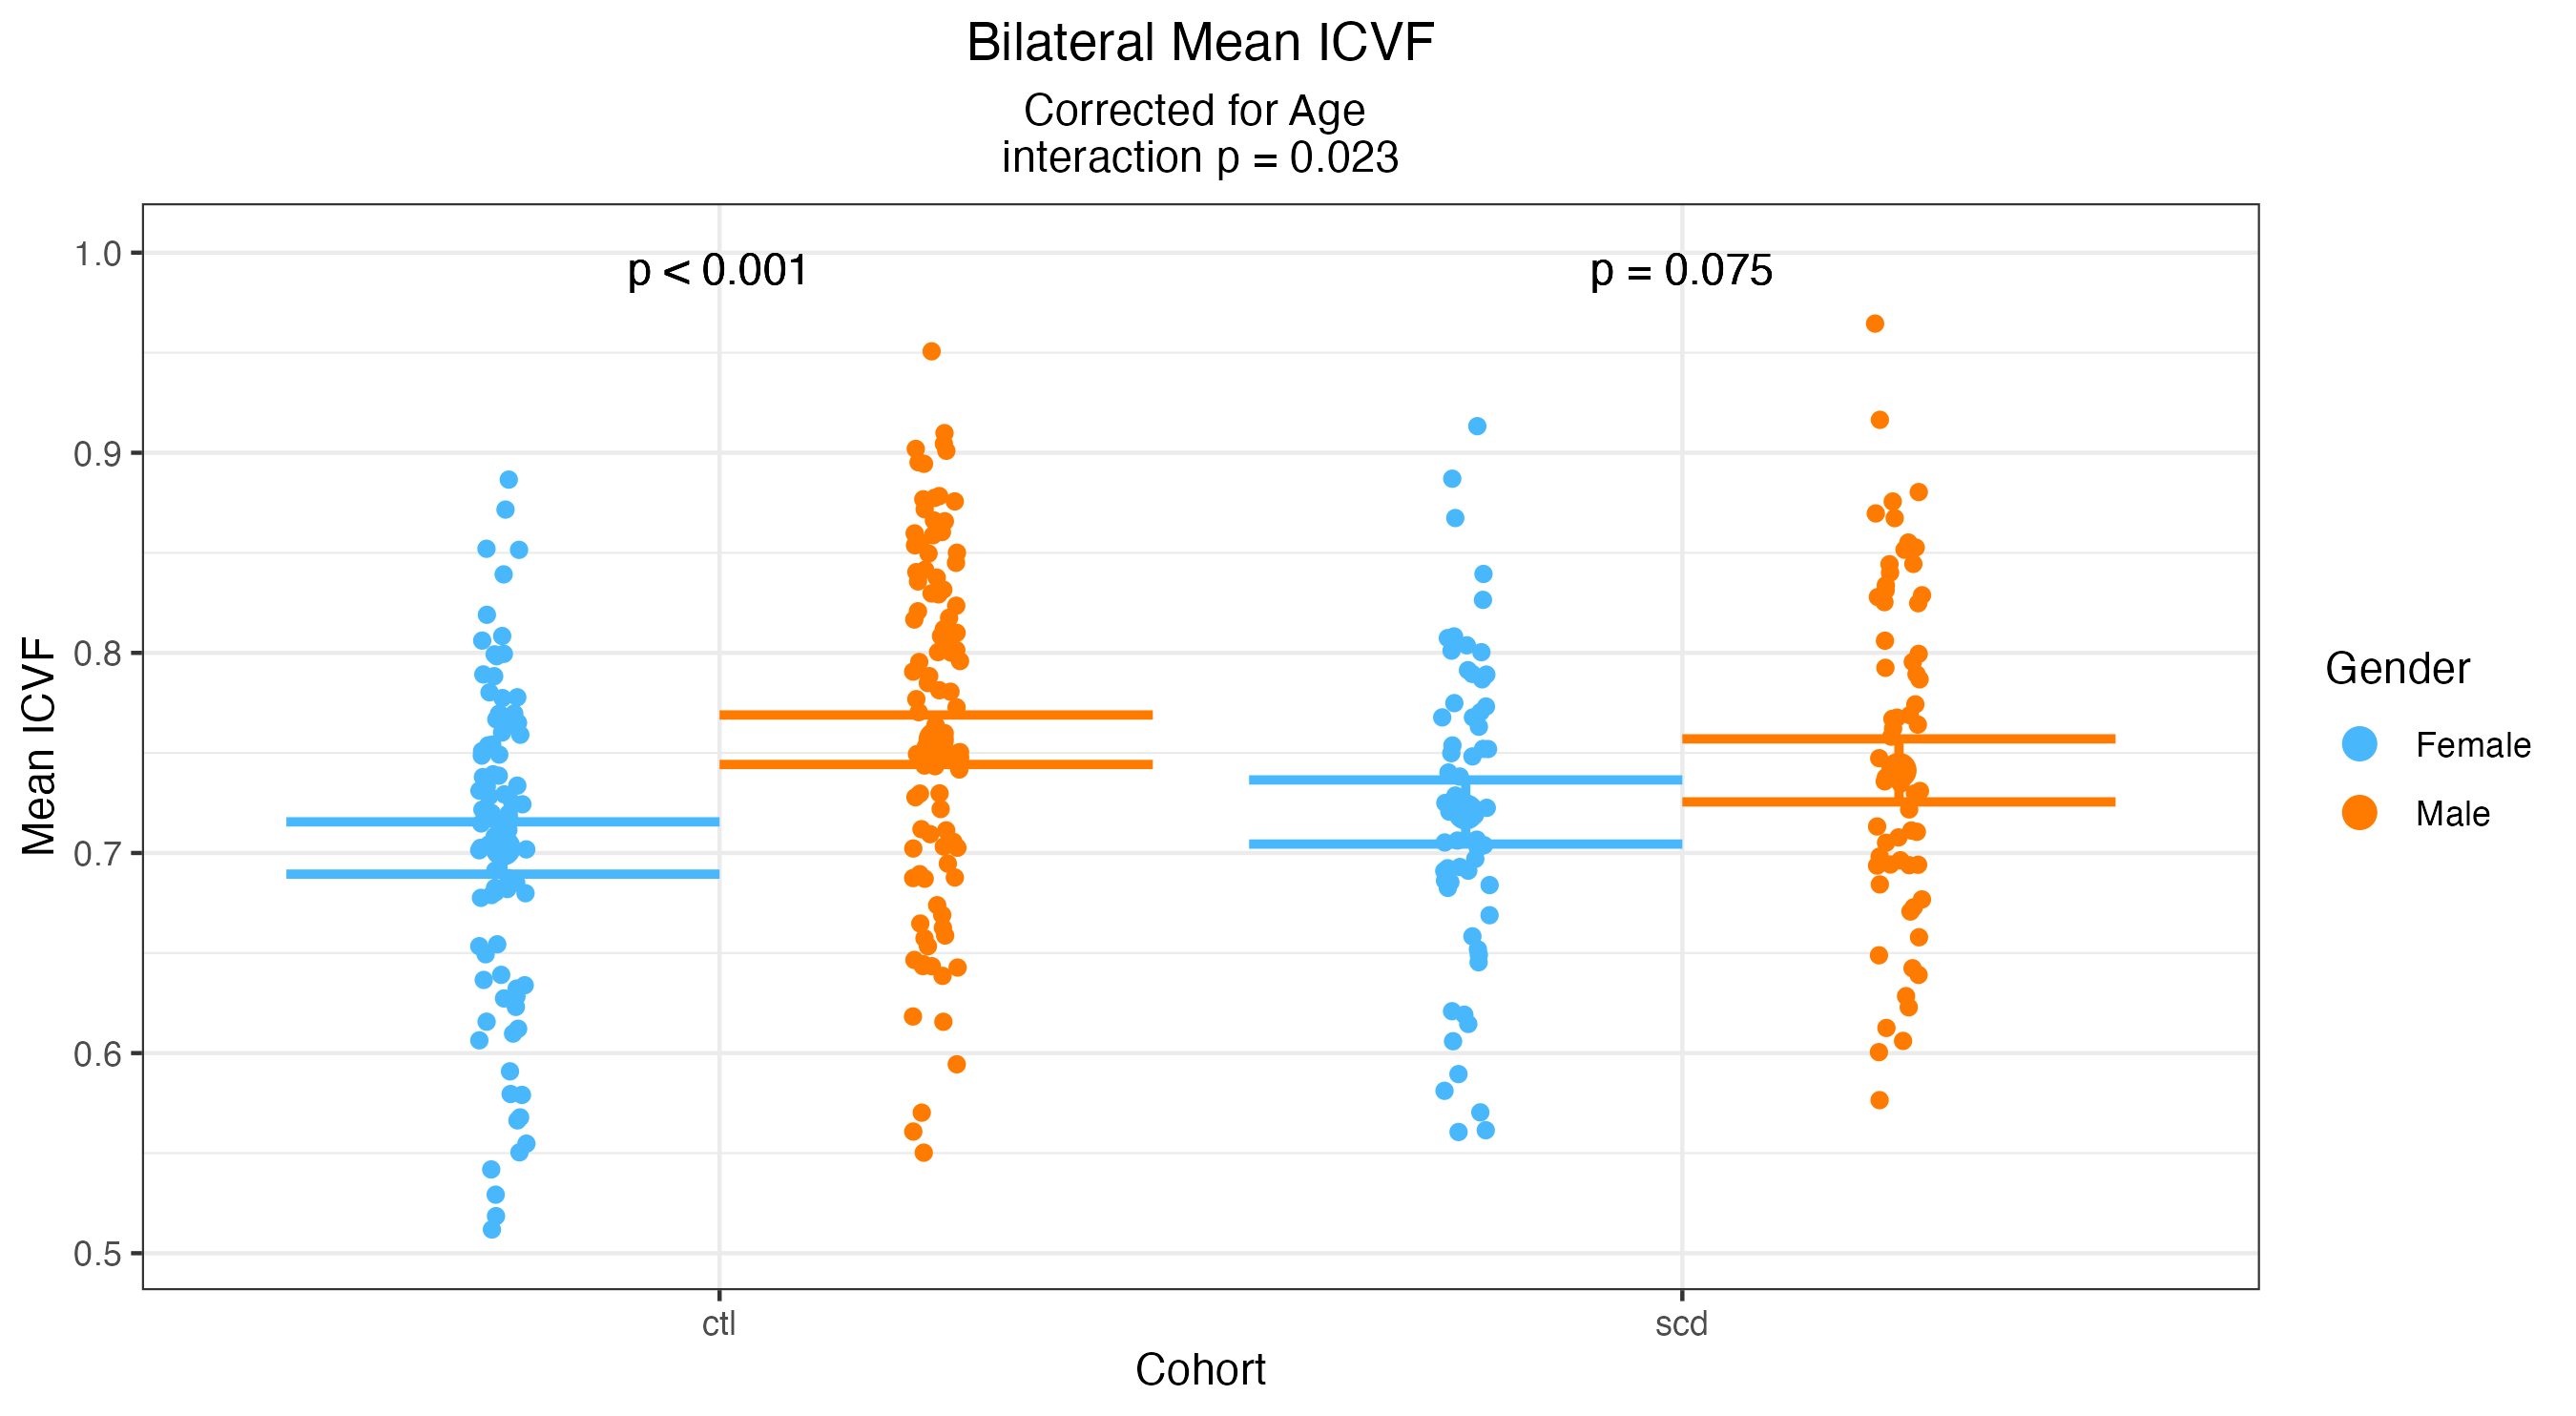 Bilateral Mean ICVF
Corrected for Age
interaction p = 0.023
Mean ICVF
1.0
0.9
0.8
0.7
0.6
0.5
p < 0.001
p = 0.075
ctl
scd
Cohort
Gender
Female
Male